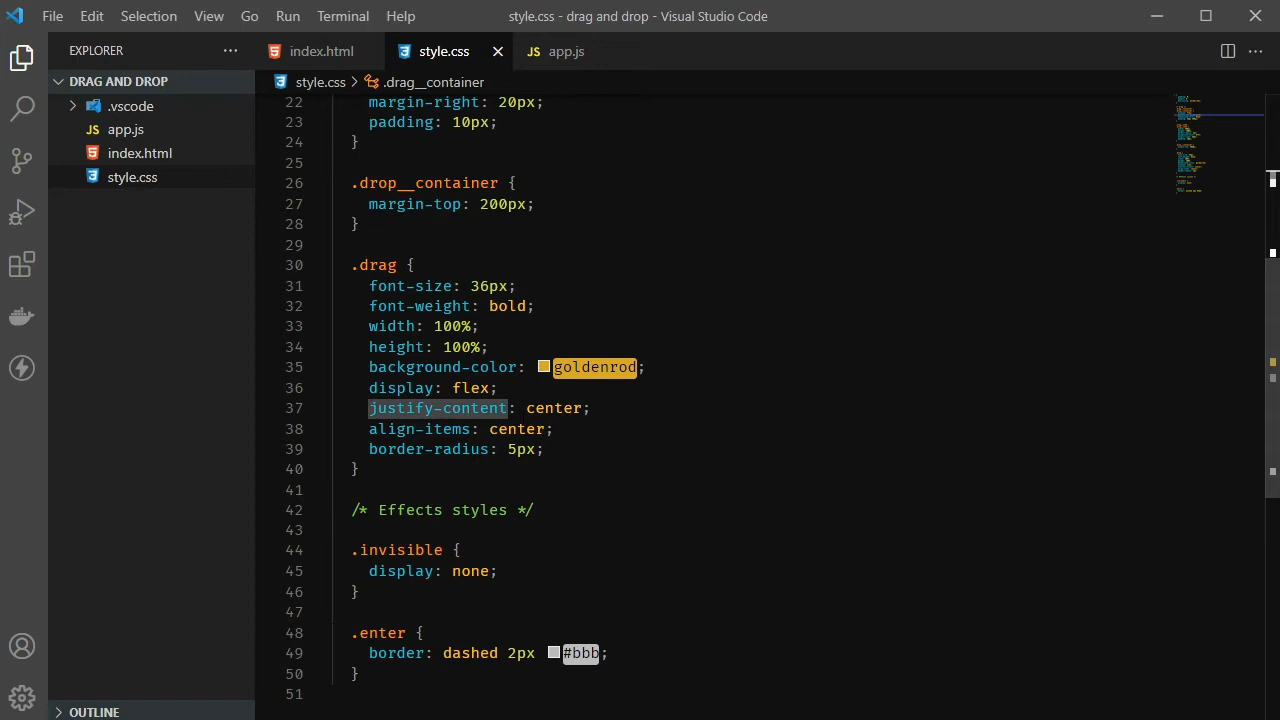 File Edit Selection View Go Run Terminal Help
style.css - drag and drop - Visual Studio Code
EXPLORER
DRAG AND DROP
.vscode
JS app.js
index.html
style.css
OUTLINE
index.html
style.css
JS app.js
style.css > .drag__container
22 margin-right: 20px;
23 padding: 10px;
24 }
25
26 .drop__container {
27 margin-top: 200px;
28 }
29
30 .drag {
31 font-size: 36px;
32 font-weight: bold;
33 width: 100%;
34 height: 100%;
35 background-color: goldenrod;
36 display: flex;
37 justify-content: center;
38 align-items: center;
39 border-radius: 5px;
40 }
41
42 /* Effects styles */
43
44 .invisible {
45 display: none;
46 }
47
48 .enter {
49 border: dashed 2px #bbb;
50 }
51